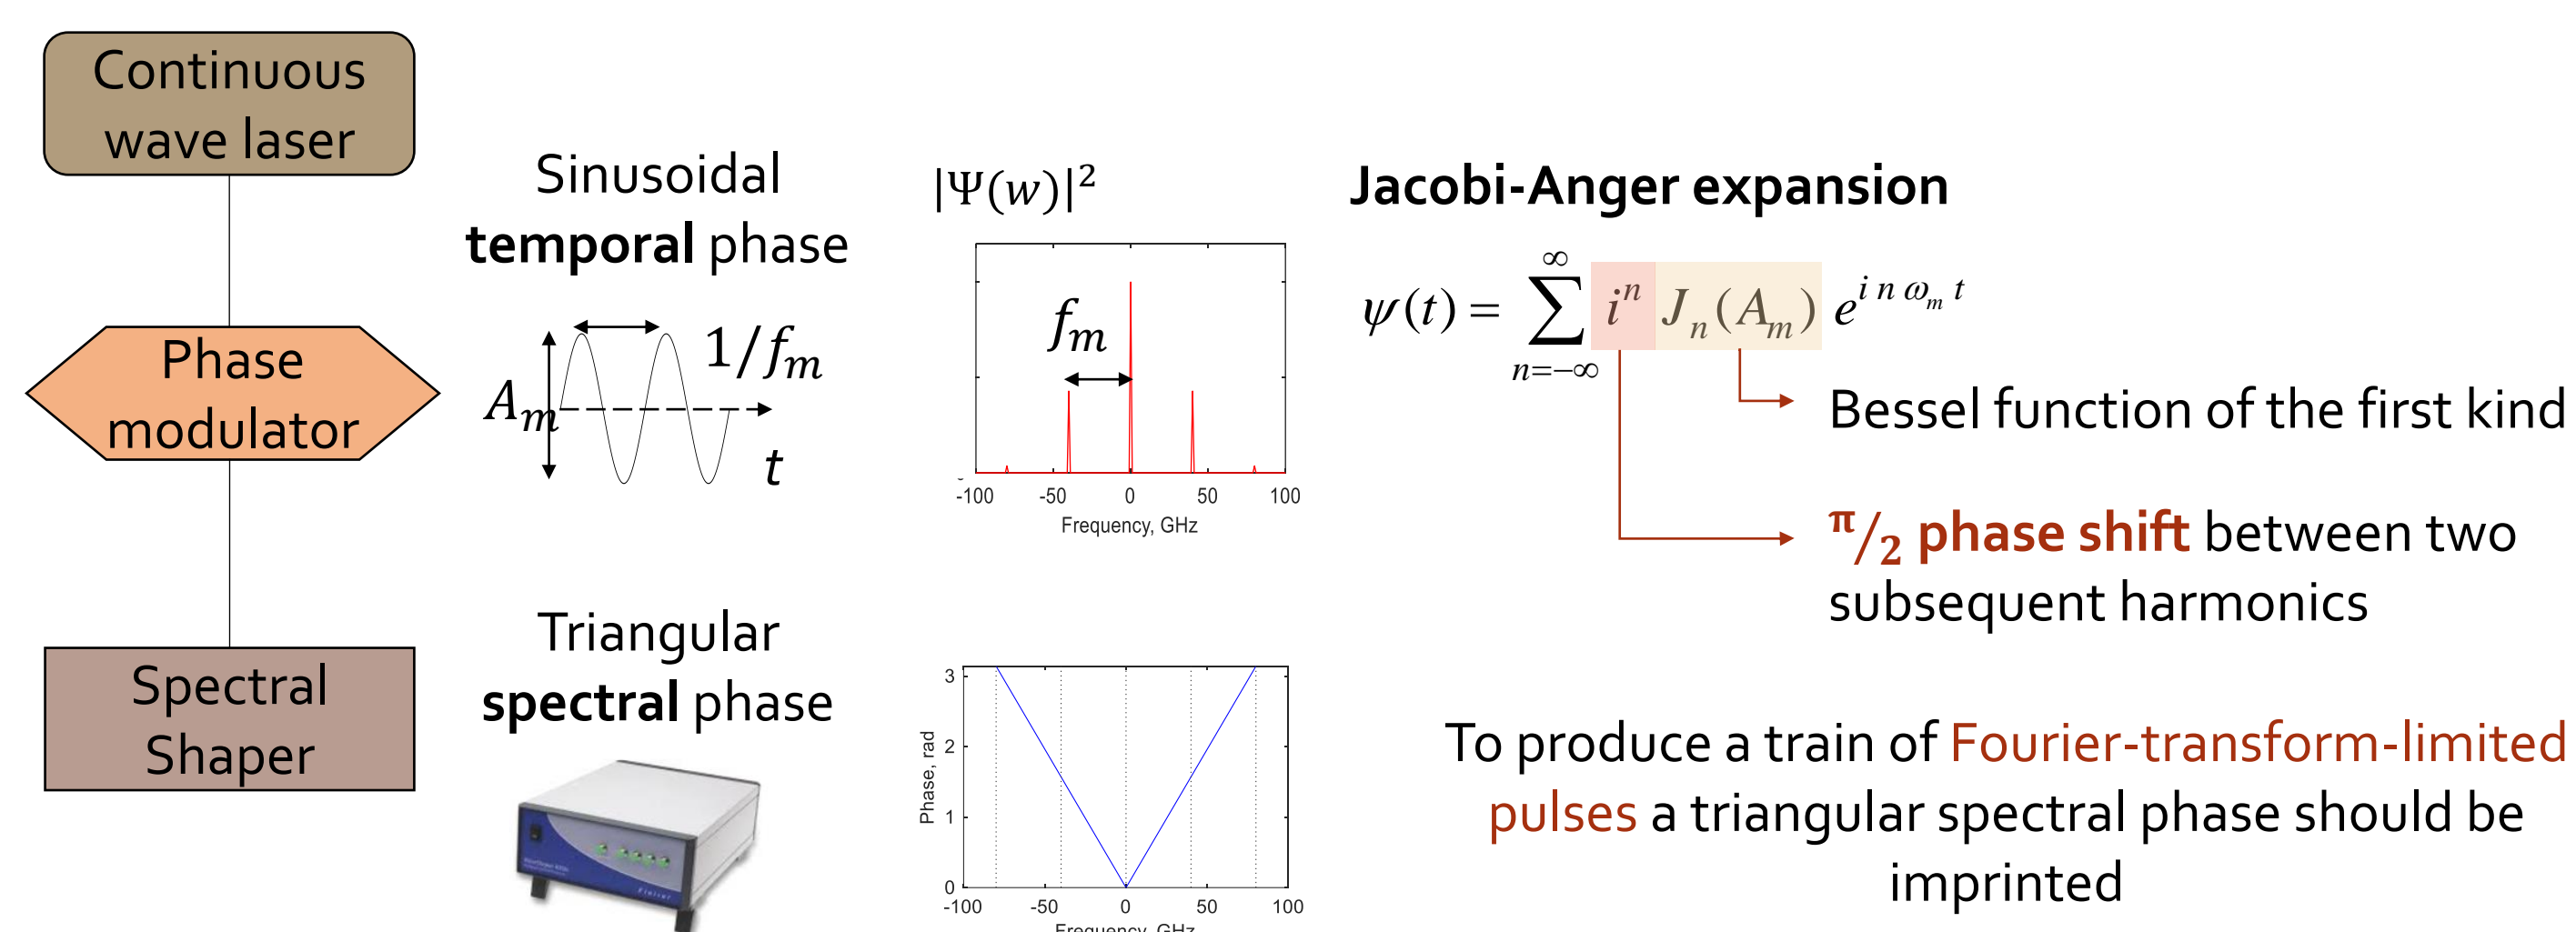 Continuous
wave laser
Phase
modulator
Spectral
Shaper
Sinusoidal
temporal phase
A_m
1/f_m
t
Triangular
spectral phase
|Ψ(w)|²
f_m
-100 -50 0 50 100
Frequency, GHz
3
2
1
0
Phase, rad
-100 -50 0 50 100
Frequency, GHz
Jacobi-Anger expansion
ψ(t) = ∑_{n=−∞}^{∞} i^n J_n(A_m) e^{i n ω_m t}
Bessel function of the first kind
π/2 phase shift between two
subsequent harmonics
To produce a train of Fourier-transform-limited
pulses a triangular spectral phase should be
imprinted